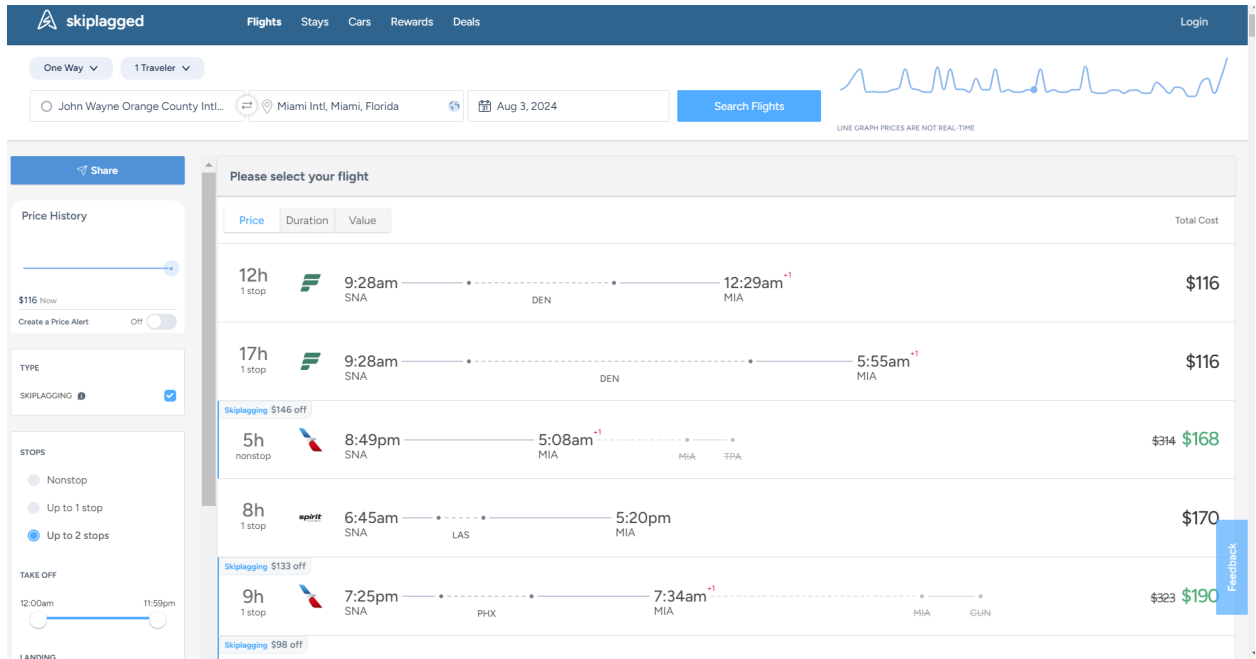 skiplagged Flights Stays Cars Rewards Deals Login
One Way 1 Traveler
John Wayne Orange County Intl... Miami Intl, Miami, Florida Aug 3, 2024 Search Flights
LINE GRAPH PRICES ARE NOT REAL-TIME
Share
Price History
$116 Now
Create a Price Alert Off
TYPE
SKIPLAGGING
STOPS
Nonstop
Up to 1 stop
Up to 2 stops
TAKE OFF
12:00am 11:59pm
LANDING
Please select your flight
Price Duration Value Total Cost
12h 9:28am 12:29am+1 $116
1 stop SNA DEN MIA
17h 9:28am 5:55am+1 $116
1 stop SNA DEN MIA
Skiplagging $146 off
5h 8:49pm 5:08am+1 $314 $168
nonstop SNA MIA MIA TPA
8h spirit 6:45am 5:20pm $170
1 stop SNA LAS MIA
Skiplagging $133 off
9h 7:25pm 7:34am+1 $323 $190
1 stop SNA PHX MIA MIA CUN
Skiplagging $98 off
Feedback